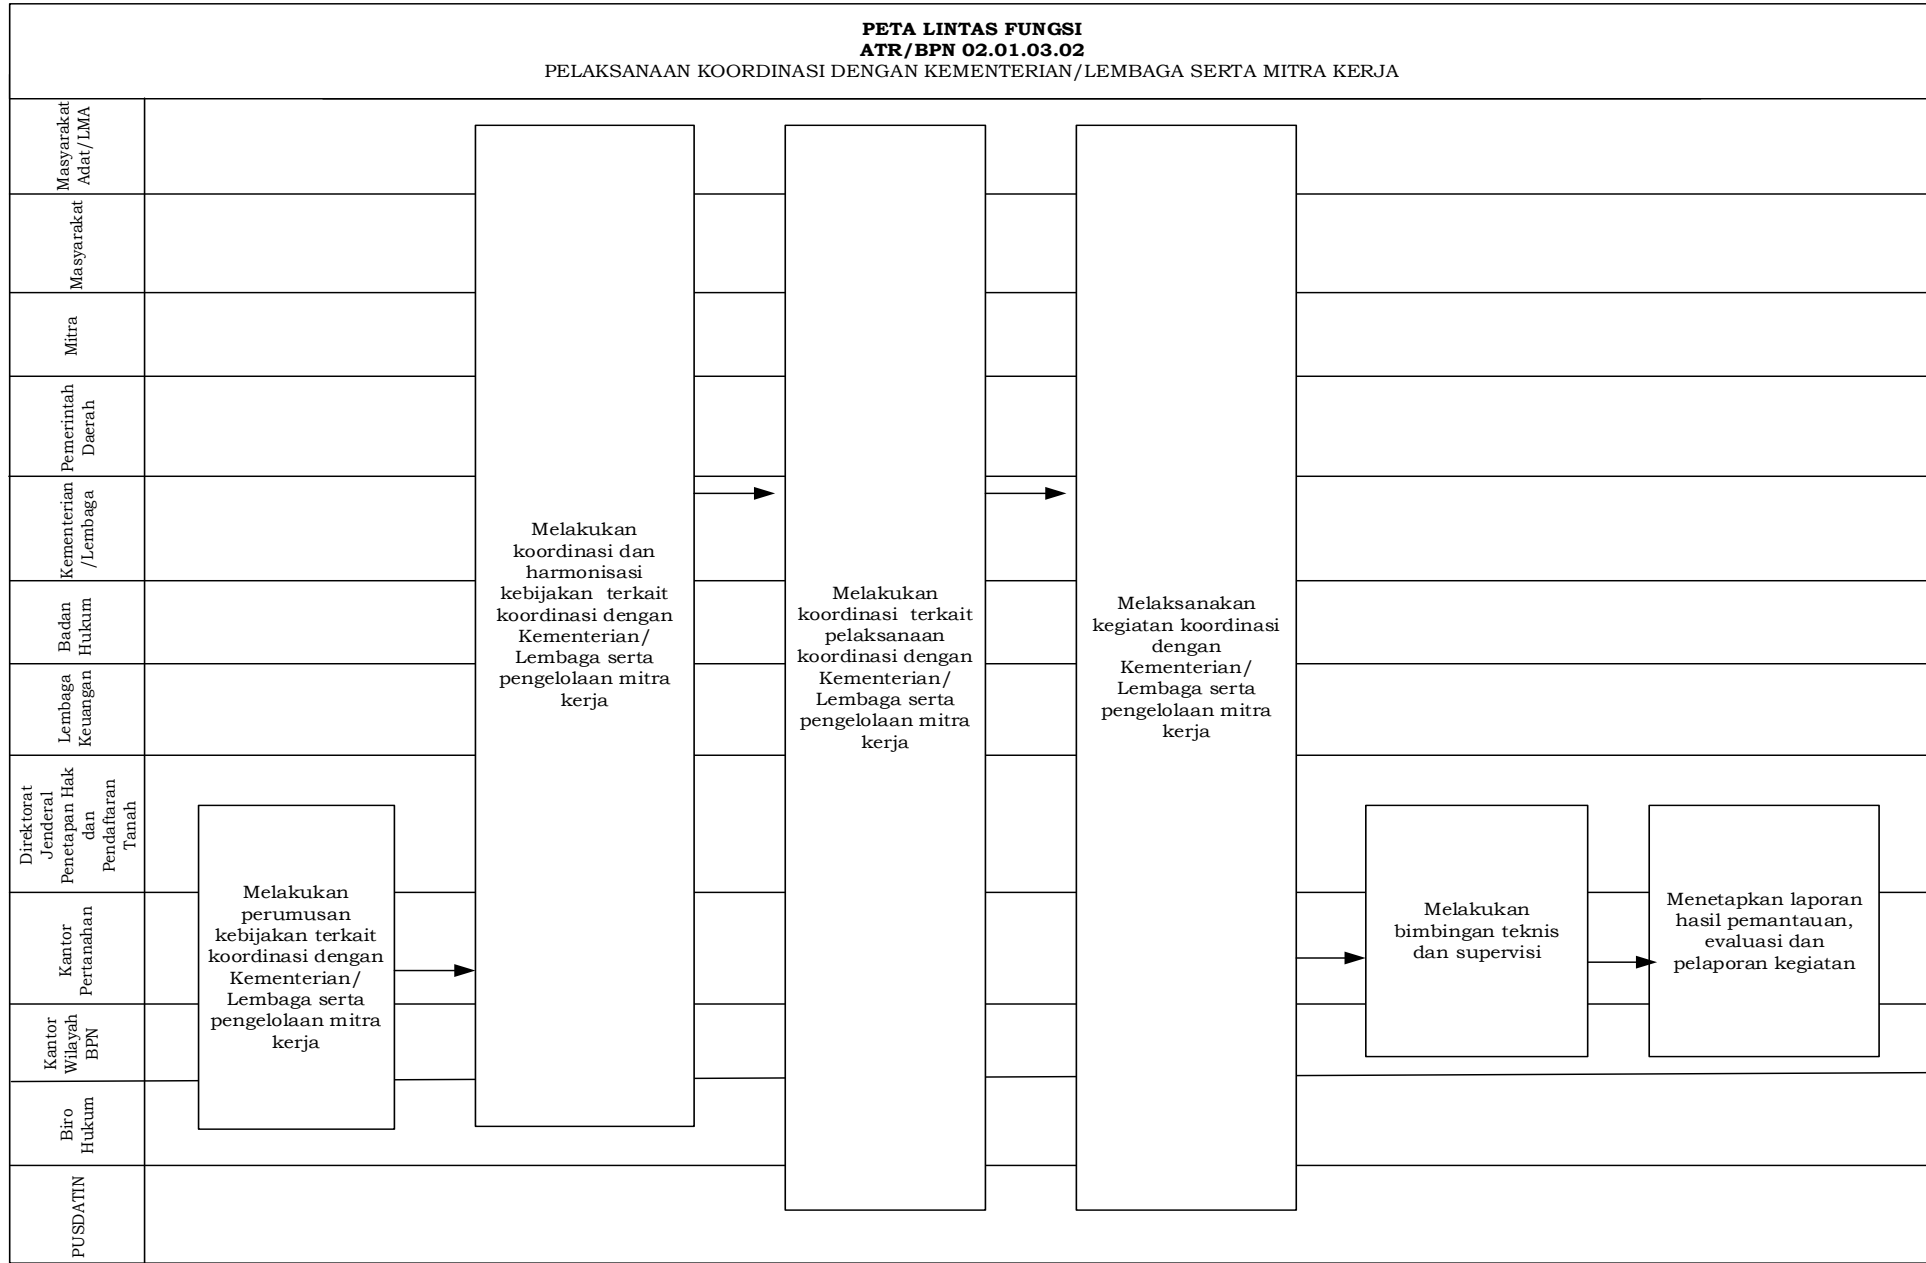 PETA LINTAS FUNGSI
ATR/BPN 02.01.03.02
PELAKSANAAN KOORDINASI DENGAN KEMENTERIAN/LEMBAGA SERTA MITRA KERJA
Masyarakat
Adat/LMA
Masyarakat
Mitra
Pemerintah
Daerah
Kementerian
/Lembaga
Badan
Hukum
Lembaga
Keuangan
Direktorat
Jenderal
Penetapan Hak
dan
Pendaftaran
Tanah
Kantor
Pertanahan
Kantor
Wilayah
BPN
Biro
Hukum
PUSDATIN
Melakukan
perumusan
kebijakan terkait
koordinasi dengan
Kementerian/
Lembaga serta
pengelolaan mitra
kerja
Melakukan
koordinasi dan
harmonisasi
kebijakan  terkait
koordinasi dengan
Kementerian/
Lembaga serta
pengelolaan mitra
kerja
Melakukan
koordinasi  terkait
pelaksanaan
koordinasi dengan
Kementerian/
Lembaga serta
pengelolaan mitra
kerja
Melaksanakan
kegiatan koordinasi
dengan
Kementerian/
Lembaga serta
pengelolaan mitra
kerja
Melakukan
bimbingan teknis
dan supervisi
Menetapkan laporan
hasil pemantauan,
evaluasi dan
pelaporan kegiatan